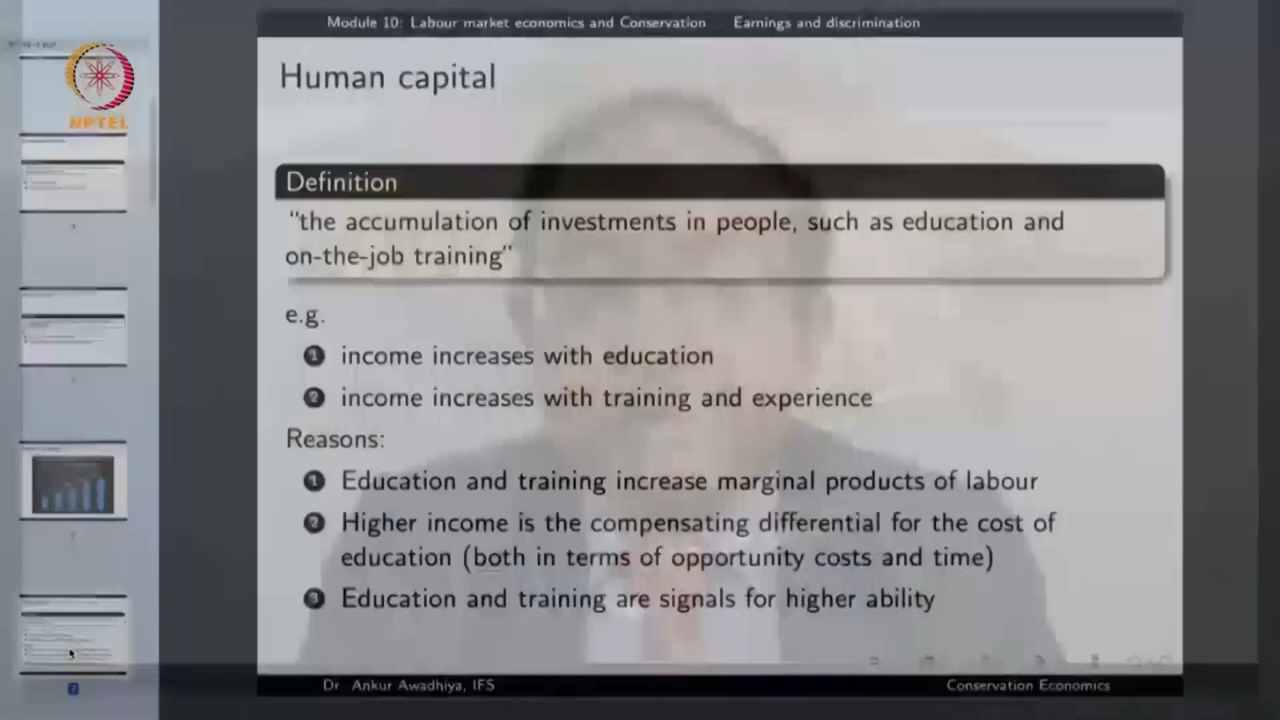 Module 10: Labour market economics and Conservation Earnings and discrimination
NPTEL
Human capital
Definition
"the accumulation of investments in people, such as education and
on-the-job training"
e.g.
1 income increases with education
2 income increases with training and experience
Reasons:
1 Education and training increase marginal products of labour
2 Higher income is the compensating differential for the cost of
education (both in terms of opportunity costs and time)
3 Education and training are signals for higher ability
Dr Ankur Awadhiya, IFS Conservation Economics